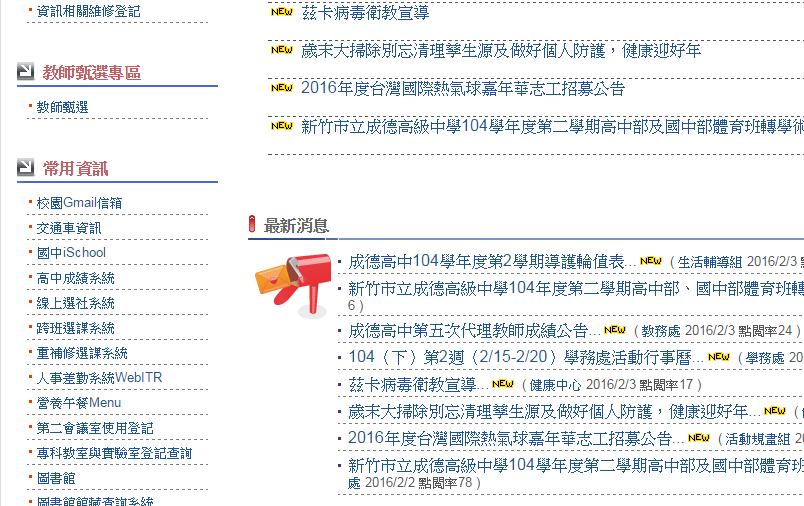 資訊相關維修登記
教師甄選專區
教師甄選
常用資訊
校園Gmail信箱
交通車資訊
國中iSchool
高中成績系統
線上選社系統
跨班選課系統
重補修選課系統
人事差勤系統WebITR
營養午餐Menu
第二會議室使用登記
專科教室與實驗室登記查詢
圖書館
圖書館館藏查詢系統
NEW 茲卡病毒衛教宣導
NEW 歲末大掃除別忘清理孳生源及做好個人防護，健康迎好年
NEW 2016年度台灣國際熱氣球嘉年華志工招募公告
NEW 新竹市立成德高級中學104學年度第二學期高中部及國中部體育班轉學術
最新消息
成德高中104學年度第2學期導護輪值表... NEW ( 生活輔導組 2016/2/3
新竹市立成德高級中學104學年度第二學期高中部、國中部體育班轉
6 )
成德高中第五次代理教師成績公告... NEW ( 教務處 2016/2/3 點閱率24 )
104（下）第2週（2/15-2/20）學務處活動行事曆... NEW ( 學務處 20
茲卡病毒衛教宣導... NEW ( 健康中心 2016/2/3 點閱率17 )
歲末大掃除別忘清理孳生源及做好個人防護，健康迎好年... NEW (
2016年度台灣國際熱氣球嘉年華志工招募公告... NEW ( 活動規畫組 20
新竹市立成德高級中學104學年度第二學期高中部及國中部體育班
處 2016/2/2 點閱率78 )